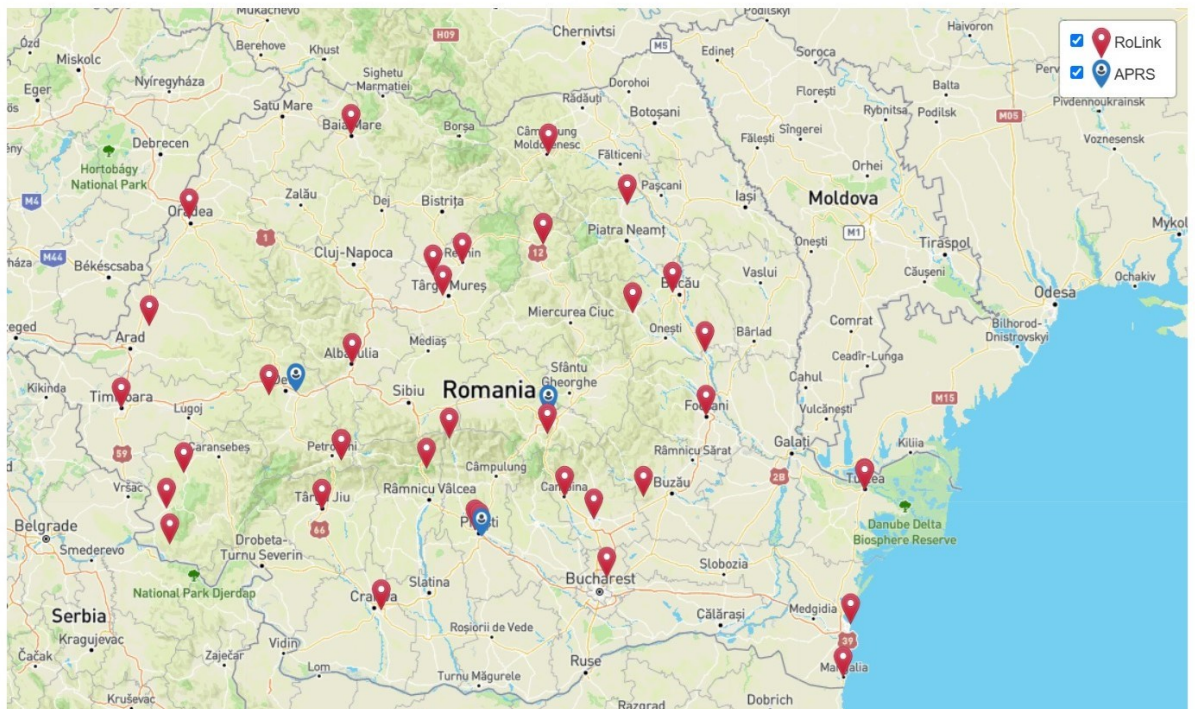 Mukachevo
Podilskyi
Ózd
Miskolc
Berehove
Khust
H09
Chernivtsi
M5
Edineț
Soroca
Haivoron
RoLink
APRS
Eger
Nyíregyháza
Sighetu
Marmatiei
Dorohoi
Rădăuți
Botoșani
Florești
Balta
Podilsk
Rybnitsa
Pivdennoukrainsk
M05
Voznesensk
Satu Mare
Baia Mare
Borșa
Câmpulung
Moldovenesc
Fălticeni
Fălești
Sîngerei
Debrecen
Hortobágy
National Park
Zalău
Dej
Bistrița
Pașcani
Iași
Orhei
Moldova
M4
Oradea
1
Cluj-Napoca
12
Piatra Neamț
M1
Onești
Tiraspol
Căușeni
M44
Békéscsaba
Târgu Mureș
Bacău
Vaslui
Ochakiv
Odesa
Miercurea Ciuc
Onești
Bârlad
Comrat
Bilhorod-
Dnistrovskyi
Arad
Alba Iulia
Mediaș
Ceadîr-Lunga
Kikinda
Timișoara
Lugoj
Sibiu
Romania
Sfântu
Gheorghe
Cahul
Vulcănești
M15
Focșani
59
Caransebeș
Petroșani
Galați
Kiliia
Râmnicu Sărat
Vršac
Câmpulung
Râmnicu Vâlcea
Câmpina
Buzău
2B
Tulcea
Târgu Jiu
66
Pitești
Danube Delta
Biosphere Reserve
Belgrade
Smederevo
Drobeta-
Turnu Severin
National Park Djerdap
Slatina
Bucharest
Slobozia
Craiova
Serbia
Kragujevac
Roșiorii de Vede
Călărași
Medgidia
39
Čačak
Zaječar
Vidin
Lom
Turnu Măgurele
Ruse
Mangalia
Kruševac
Razgrad
Dobrich